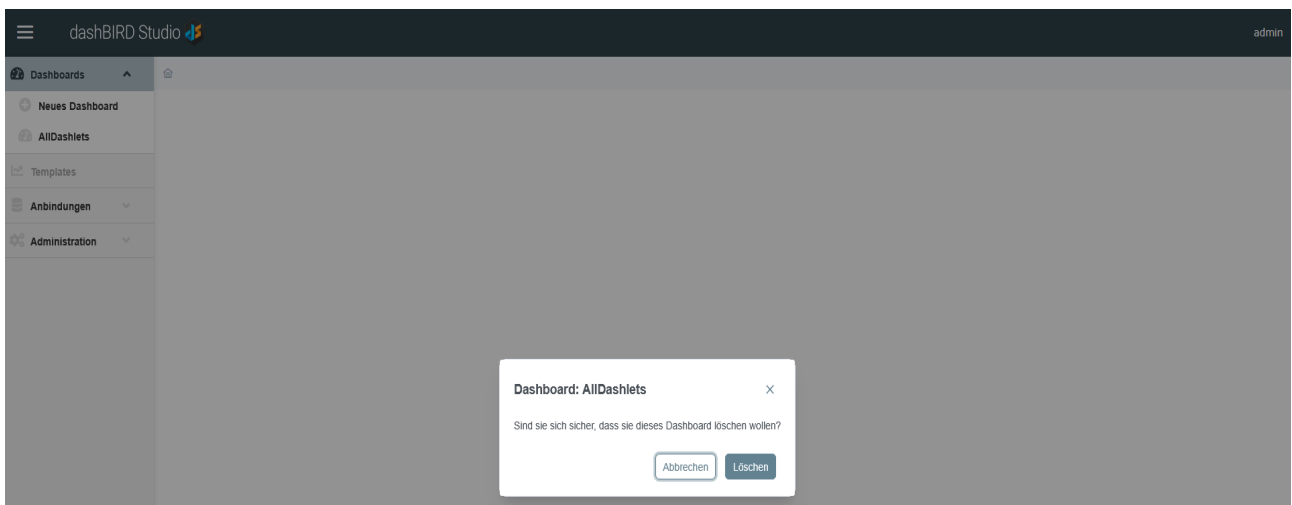 dashBIRD Studio
admin
Dashboards
Neues Dashboard
AllDashlets
Templates
Anbindungen
Administration
Dashboard: AllDashlets
Sind sie sich sicher, dass sie dieses Dashboard löschen wollen?
Abbrechen
Löschen